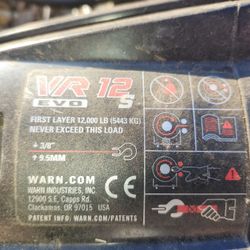 VR EVO 12 S
FIRST LAYER 12,000 LB (5443 KG)
NEVER EXCEED THIS LOAD
3/8"
9.5MM
WARN.COM
WARN INDUSTRIES, INC
12900 S.E. Capps Rd.
Clackamas, OR 97015 USA
PATENT INFO: WARN.COM/PATENTS